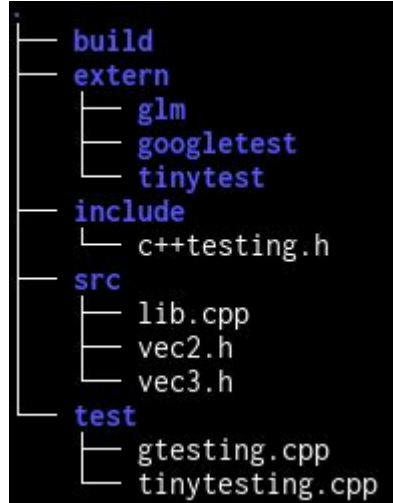 .
├── build
├── extern
│   ├── glm
│   ├── googletest
│   └── tinytest
├── include
│   └── c++testing.h
├── src
│   ├── lib.cpp
│   ├── vec2.h
│   └── vec3.h
└── test
    ├── gtesting.cpp
    └── tinytesting.cpp